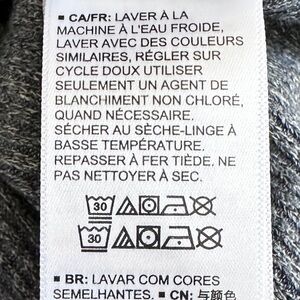 ■ CA/FR: LAVER À LA
MACHINE À L'EAU FROIDE,
LAVER AVEC DES COULEURS
SIMILAIRES, RÉGLER SUR
CYCLE DOUX UTILISER
SEULEMENT UN AGENT DE
BLANCHIMENT NON CHLORÉ,
QUAND NÉCESSAIRE.
SÉCHER AU SÈCHE-LINGE À
BASSE TEMPÉRATURE.
REPASSER À FER TIÈDE, NE
PAS NETTOYER À SEC.
30
30
■ BR: LAVAR COM CORES
SEMELHANTES. ■ CN: 与颜色